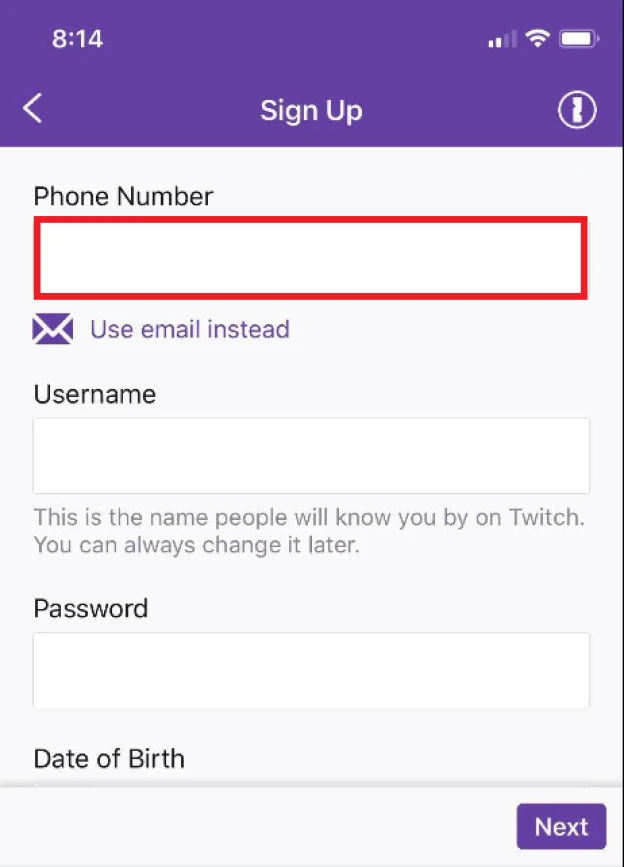 8:14
Sign Up
Phone Number
Use email instead
Username
This is the name people will know you by on Twitch.
You can always change it later.
Password
Date of Birth
Next